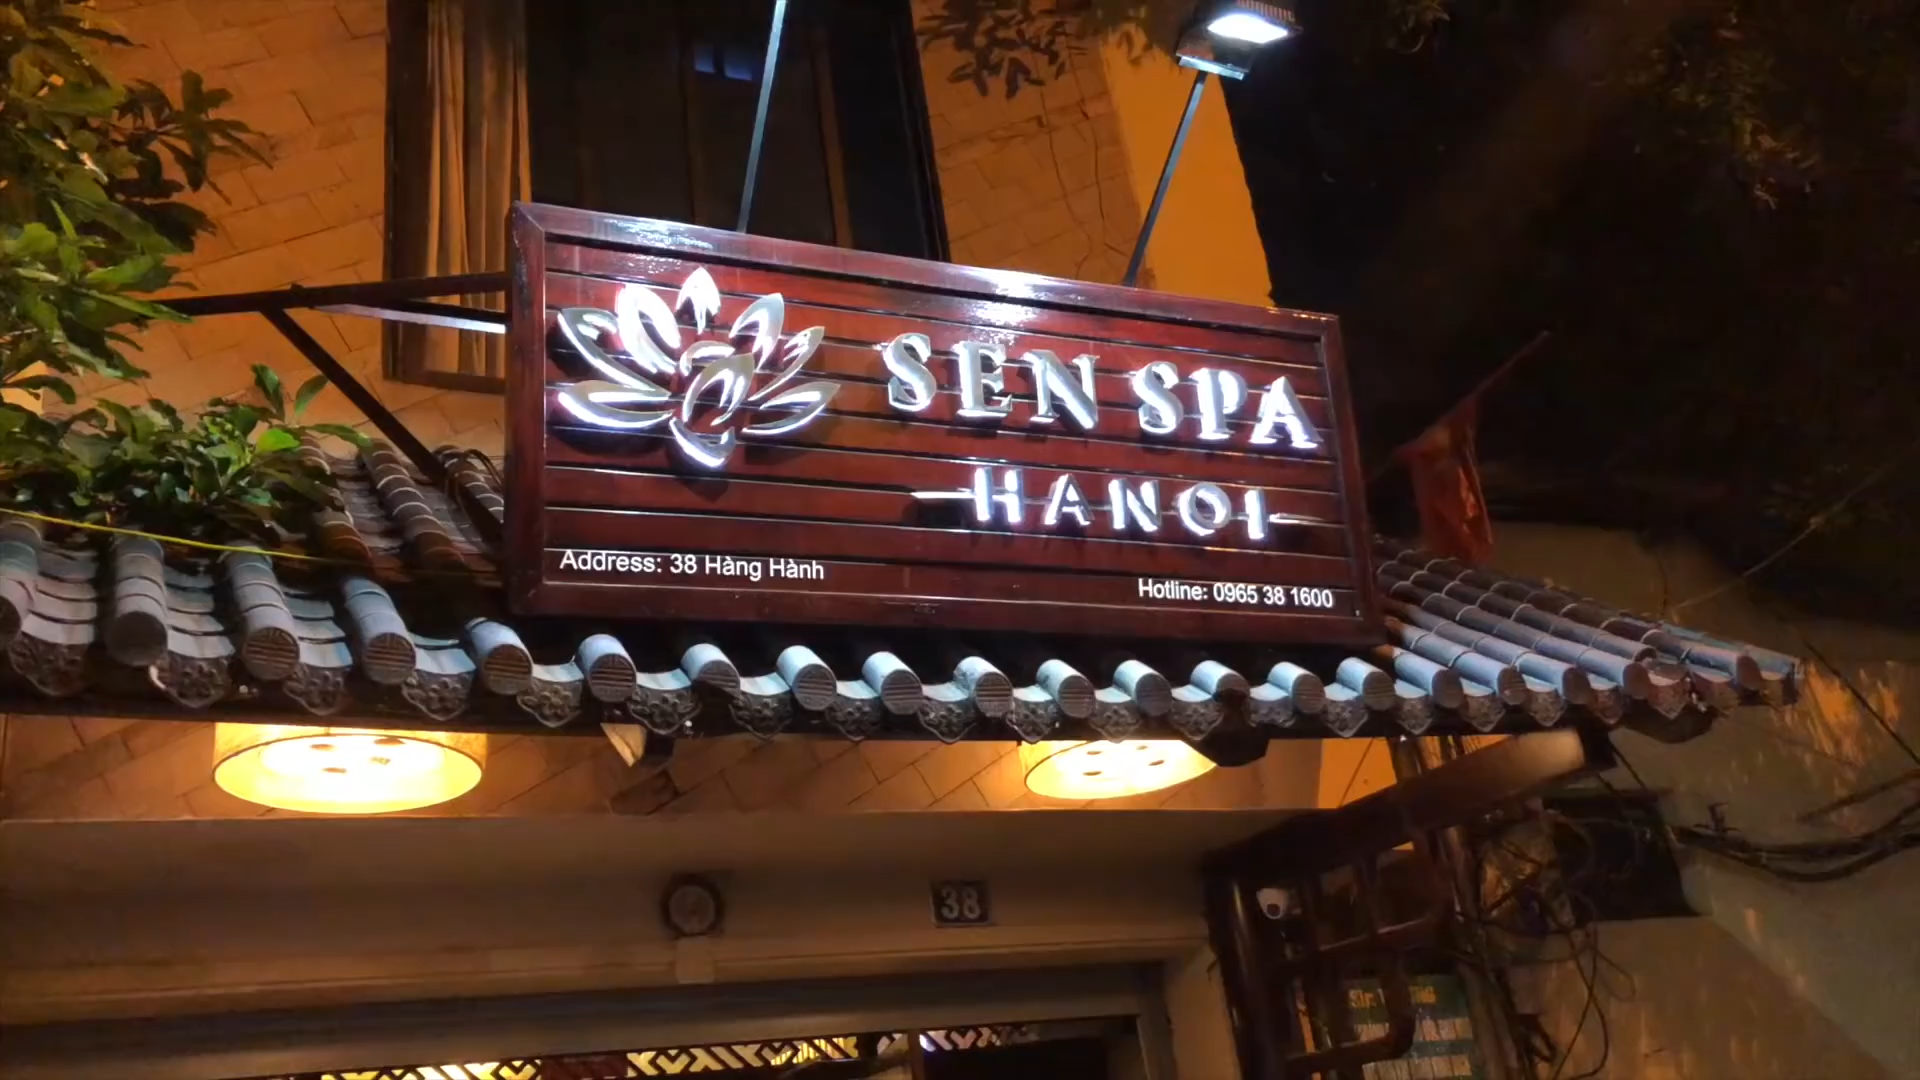 SEN SPA
HANOI
Address: 38 Hàng Hành
Hotline: 0965 38 1600
38